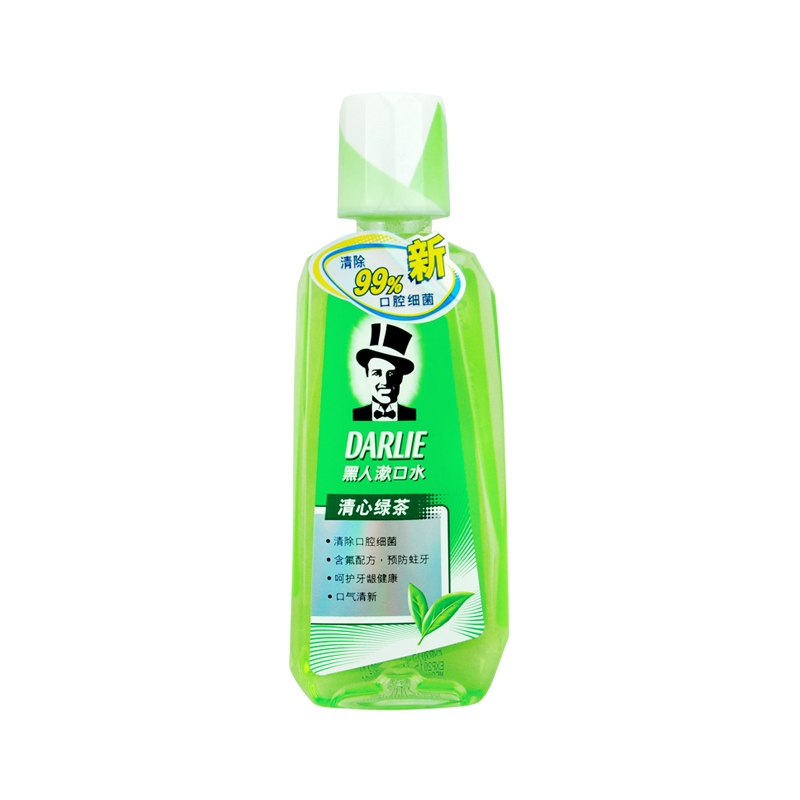 清除
99%
新
口腔细菌
DARLIE
黑人漱口水
清心绿茶
• 清除口腔细菌
• 含氟配方，预防蛀牙
• 呵护牙龈健康
• 口气清新